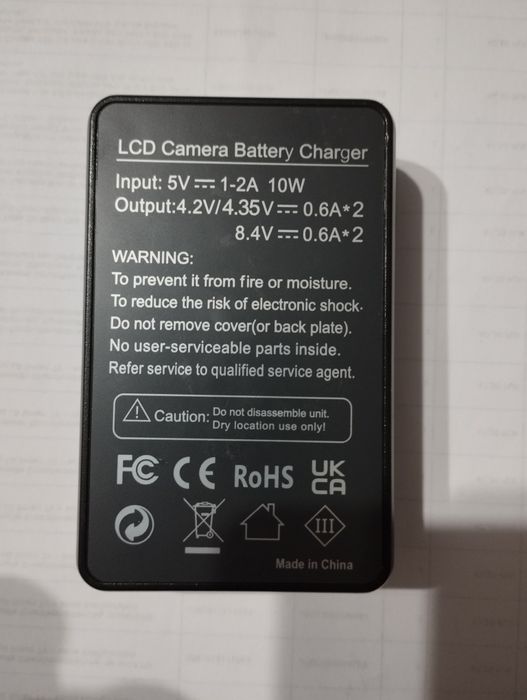 LCD Camera Battery Charger
Input: 5V⎓1-2A 10W
Output:4.2V/4.35V⎓0.6A*2
8.4V⎓0.6A*2
WARNING:
To prevent it from fire or moisture.
To reduce the risk of electronic shock.
Do not remove cover(or back plate).
No user-serviceable parts inside.
Refer service to qualified service agent.
Caution: Do not disassemble unit.
Dry location use only!
FC CE RoHS UK
CA
III
Made in China